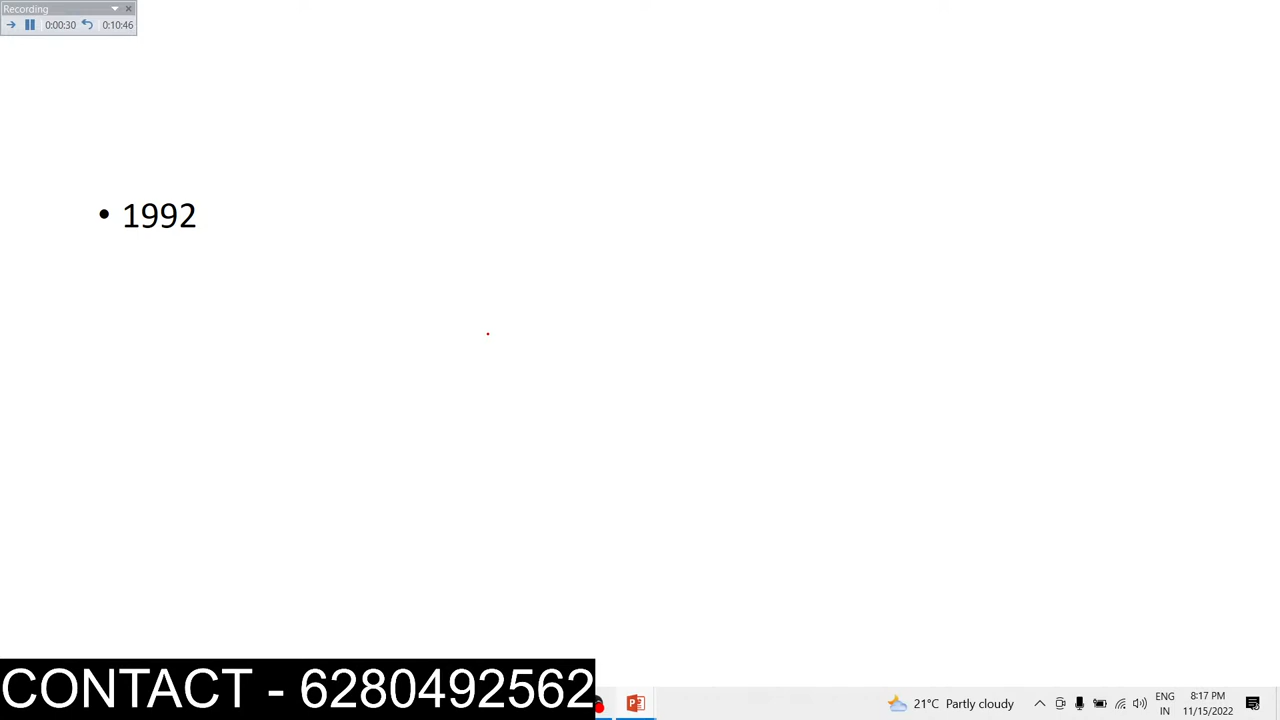 Recording
0:00:30 0:10:46
• 1992
CONTACT - 6280492562
21°C Partly cloudy
ENG
IN
8:17 PM
11/15/2022